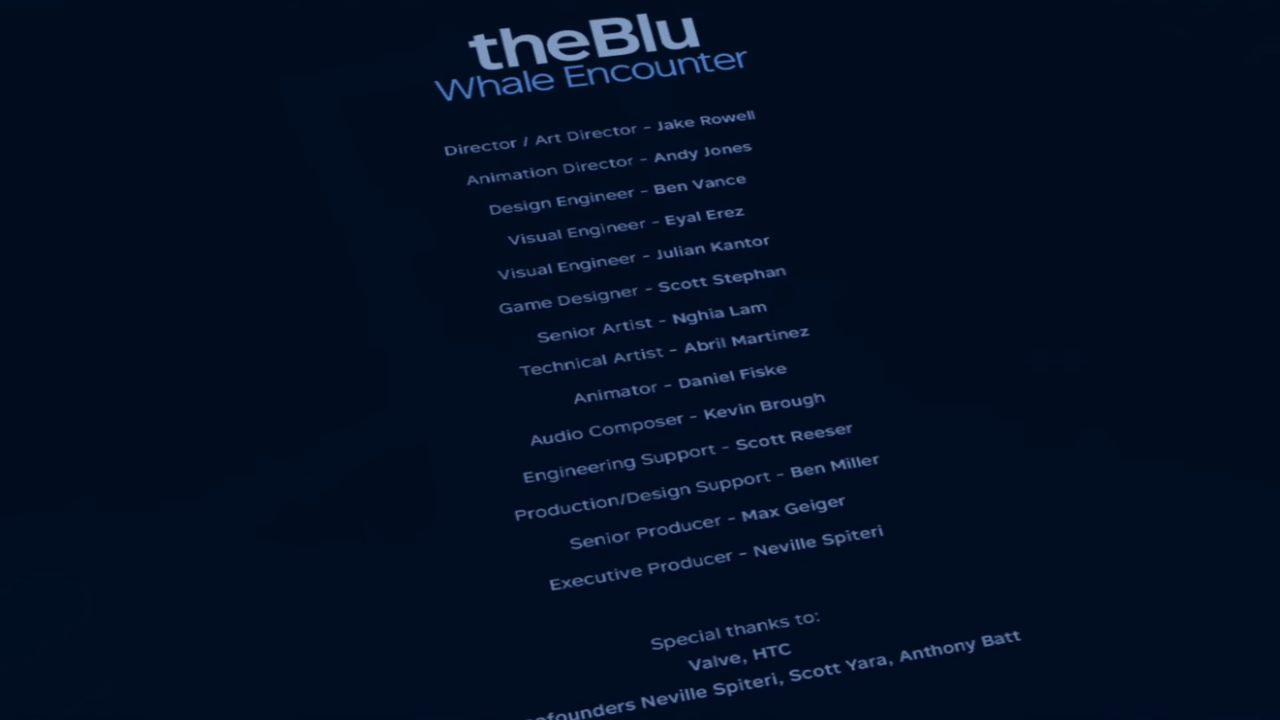 theBlu
Whale Encounter
Director / Art Director - Jake Rowell
Animation Director - Andy Jones
Design Engineer - Ben Vance
Visual Engineer - Eyal Erez
Visual Engineer - Julian Kantor
Game Designer - Scott Stephan
Senior Artist - Nghia Lam
Technical Artist - Abril Martinez
Animator - Daniel Fiske
Audio Composer - Kevin Brough
Engineering Support - Scott Reeser
Production/Design Support - Ben Miller
Senior Producer - Max Geiger
Executive Producer - Neville Spiteri
Special thanks to:
Valve, HTC
Neville Spiteri, Scott Yara, Anthony Batt